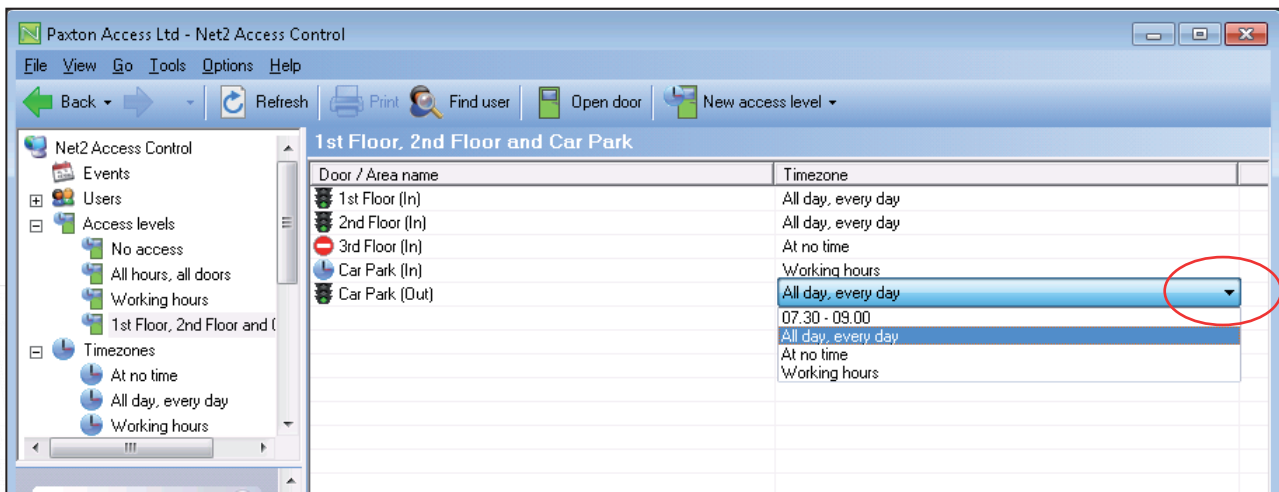 Paxton Access Ltd - Net2 Access Control
File View Go Tools Options Help
Back Refresh Print Find user Open door New access level
Net2 Access Control
Events
Users
Access levels
No access
All hours, all doors
Working hours
1st Floor, 2nd Floor and (
Timezones
At no time
All day, every day
Working hours
1st Floor, 2nd Floor and Car Park
Door / Area name Timezone
1st Floor (In) All day, every day
2nd Floor (In) All day, every day
3rd Floor (In) At no time
Car Park (In) Working hours
Car Park (Out) All day, every day
07.30 - 09.00
All day, every day
At no time
Working hours